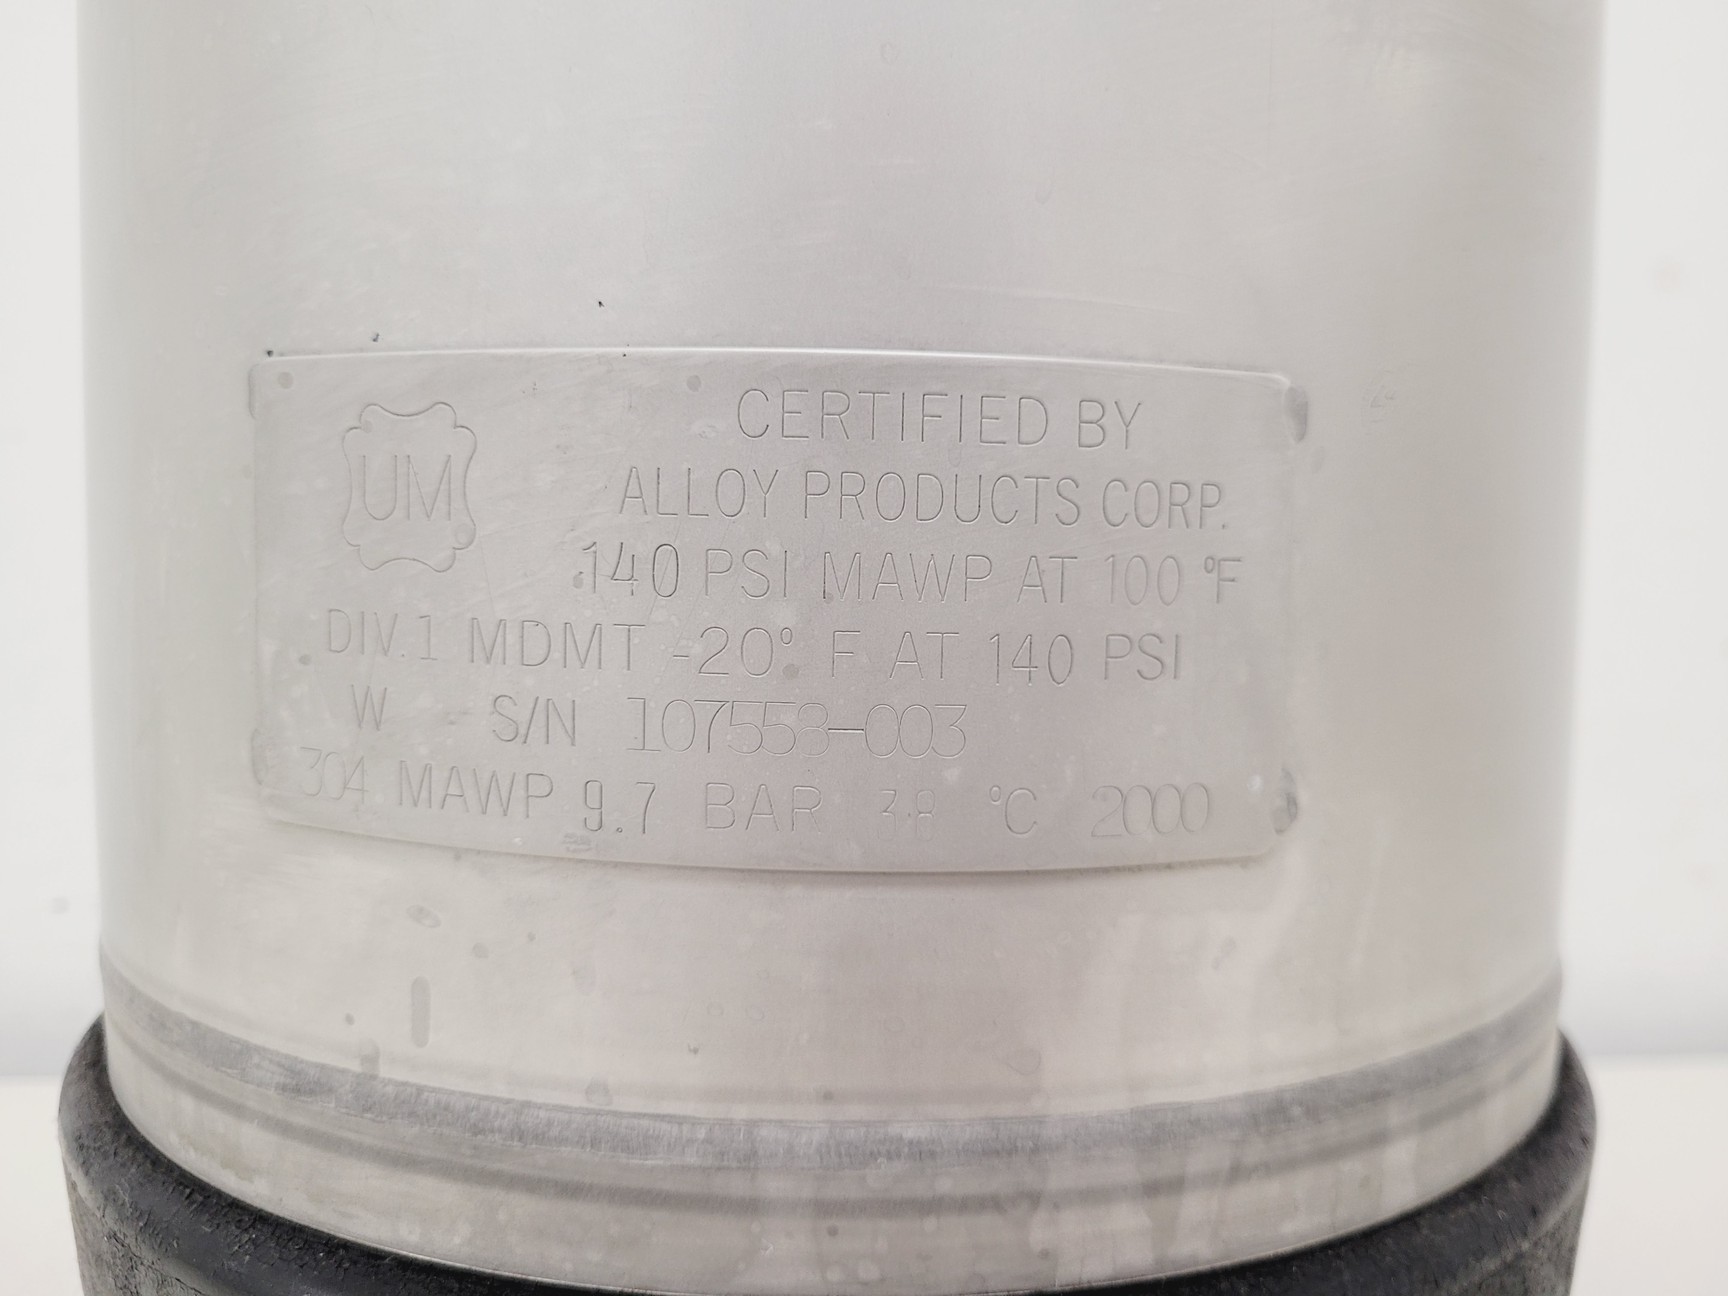 UM
CERTIFIED BY
ALLOY PRODUCTS CORP.
140 PSI MAWP AT 100 °F
DIV.1 MDMT -20° F AT 140 PSI
W S/N 107558-003
304 MAWP 9.7 BAR 38 °C 2000